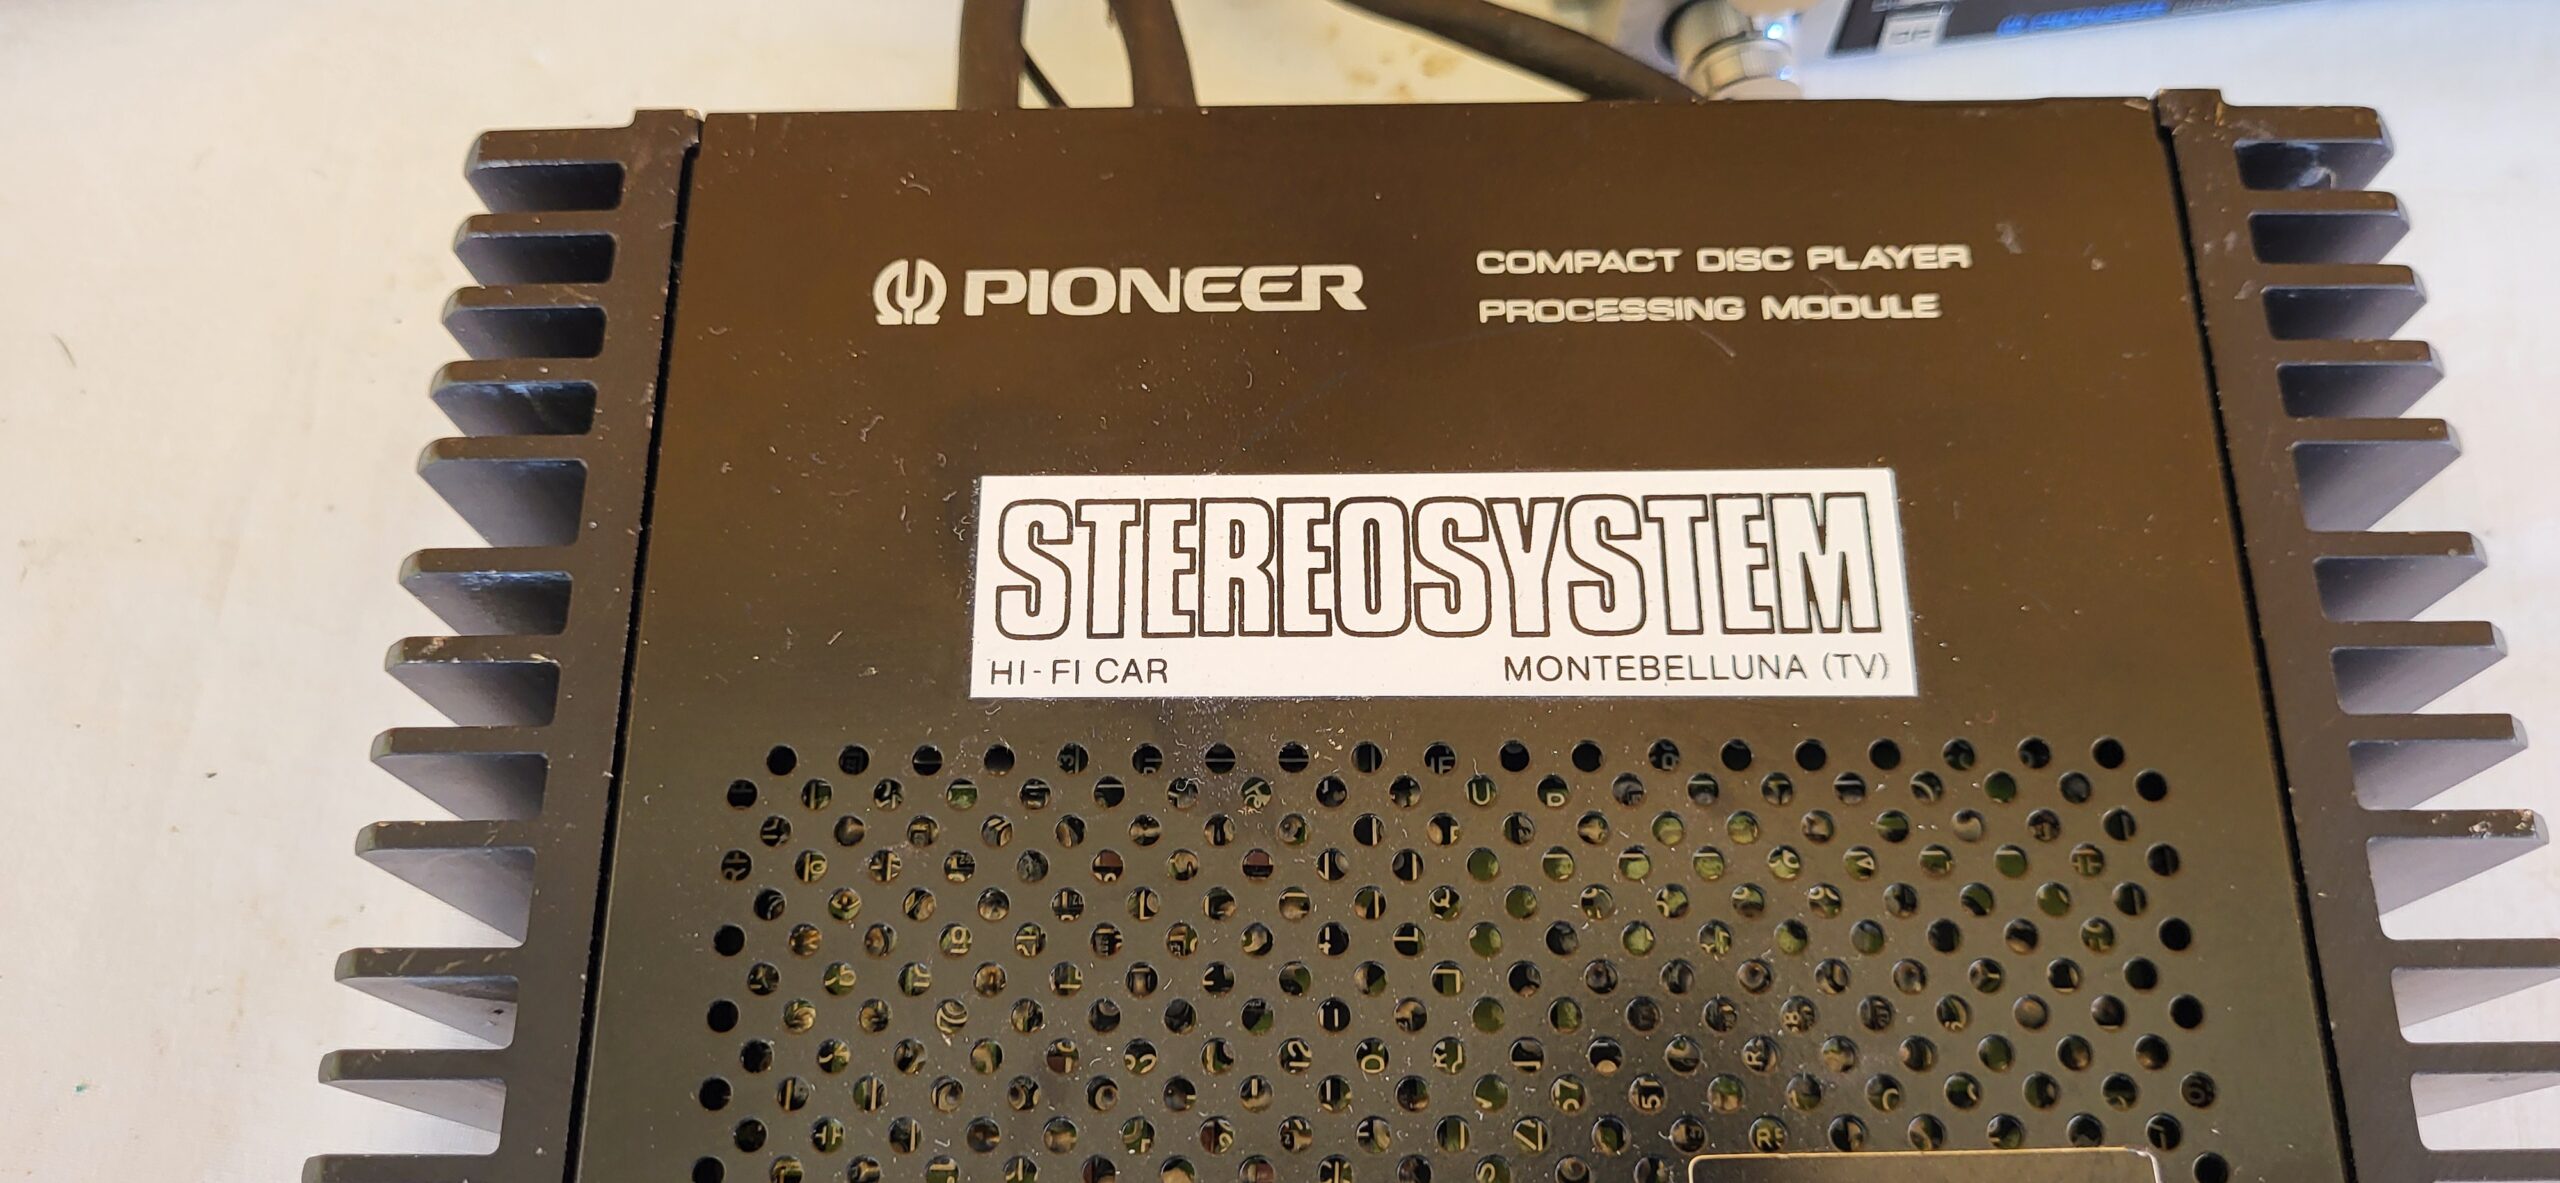 PIONEER
COMPACT DISC PLAYER
PROCESSING MODULE
STEREOSYSTEM
HI-FI CAR MONTEBELLUNA (TV)